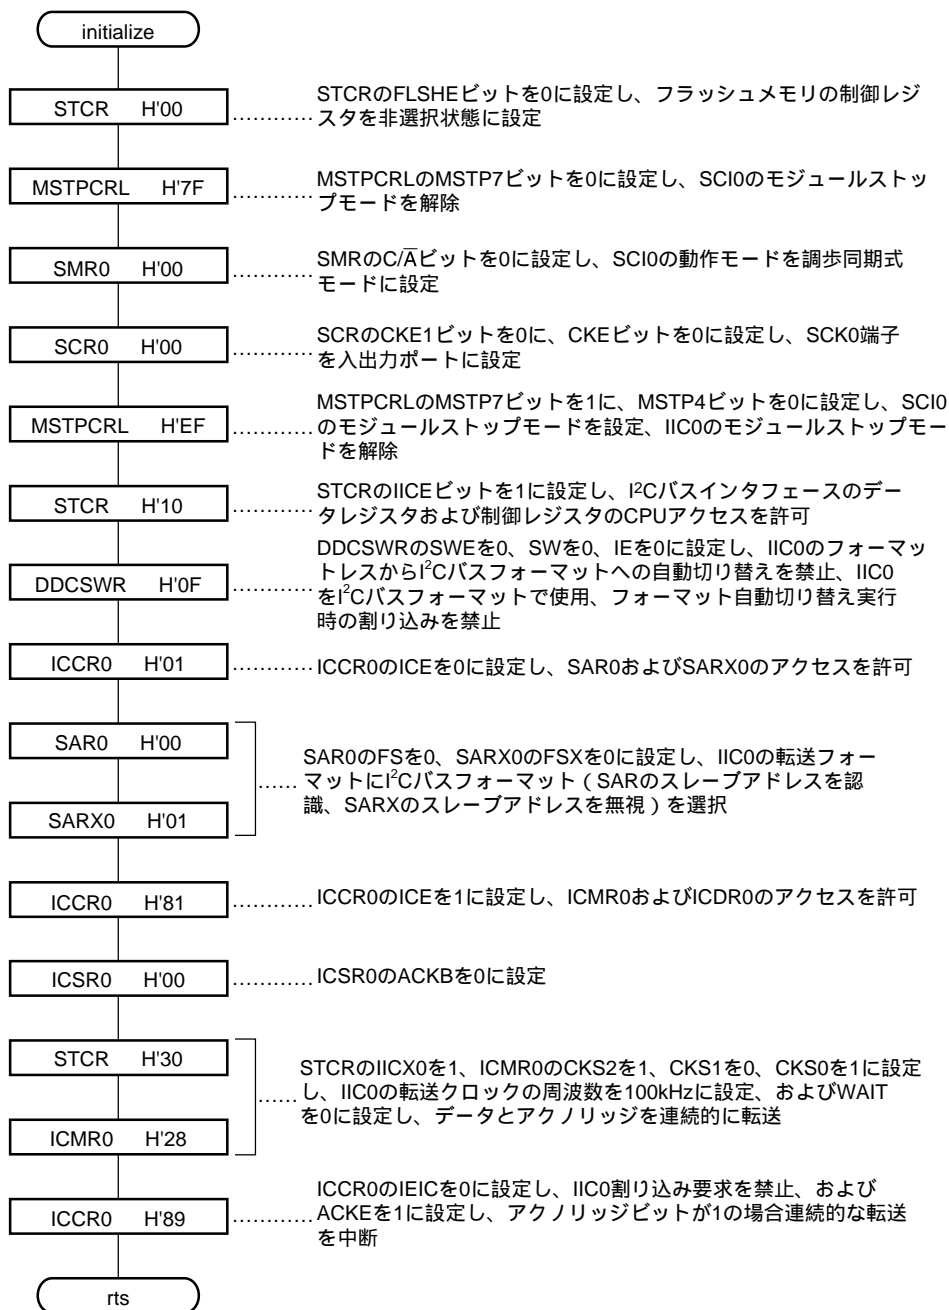 initialize
STCR H'00
............ STCRのFLSHEビットを0に設定し、フラッシュメモリの制御レジ
スタを非選択状態に設定
MSTPCRL H'7F
............ MSTPCRLのMSTP7ビットを0に設定し、SCI0のモジュールストッ
プモードを解除
SMR0 H'00
............ SMRのC/A̅ビットを0に設定し、SCI0の動作モードを調歩同期式
モードに設定
SCR0 H'00
............ SCRのCKE1ビットを0に、CKEビットを0に設定し、SCK0端子
を入出力ポートに設定
MSTPCRL H'EF
MSTPCRLのMSTP7ビットを1に、MSTP4ビットを0に設定し、SCI0
............ のモジュールストップモードを設定、IIC0のモジュールストップモー
ドを解除
STCR H'10
............ STCRのIICEビットを1に設定し、I²Cバスインタフェースのデー
タレジスタおよび制御レジスタのCPUアクセスを許可
DDCSWR H'0F
DDCSWRのSWEを0、SWを0、IEを0に設定し、IIC0のフォーマッ
トレスからI²Cバスフォーマットへの自動切り替えを禁止、IIC0
............ をI²Cバスフォーマットで使用、フォーマット自動切り替え実行
時の割り込みを禁止
ICCR0 H'01
............ ICCR0のICEを0に設定し、SAR0およびSARX0のアクセスを許可
SAR0 H'00
SARX0 H'01
SAR0のFSを0、SARX0のFSXを0に設定し、IIC0の転送フォー
...... マットにI²Cバスフォーマット(SARのスレーブアドレスを認
識、SARXのスレーブアドレスを無視)を選択
ICCR0 H'81
............ ICCR0のICEを1に設定し、ICMR0およびICDR0のアクセスを許可
ICSR0 H'00
............ ICSR0のACKBを0に設定
STCR H'30
ICMR0 H'28
STCRのIICX0を1、ICMR0のCKS2を1、CKS1を0、CKS0を1に設定
...... し、IIC0の転送クロックの周波数を100kHzに設定、およびWAIT
を0に設定し、データとアクノリッジを連続的に転送
ICCR0 H'89
ICCR0のIEICを0に設定し、IIC0割り込み要求を禁止、および
............ ACKEを1に設定し、アクノリッジビットが1の場合連続的な転送
を中断
rts